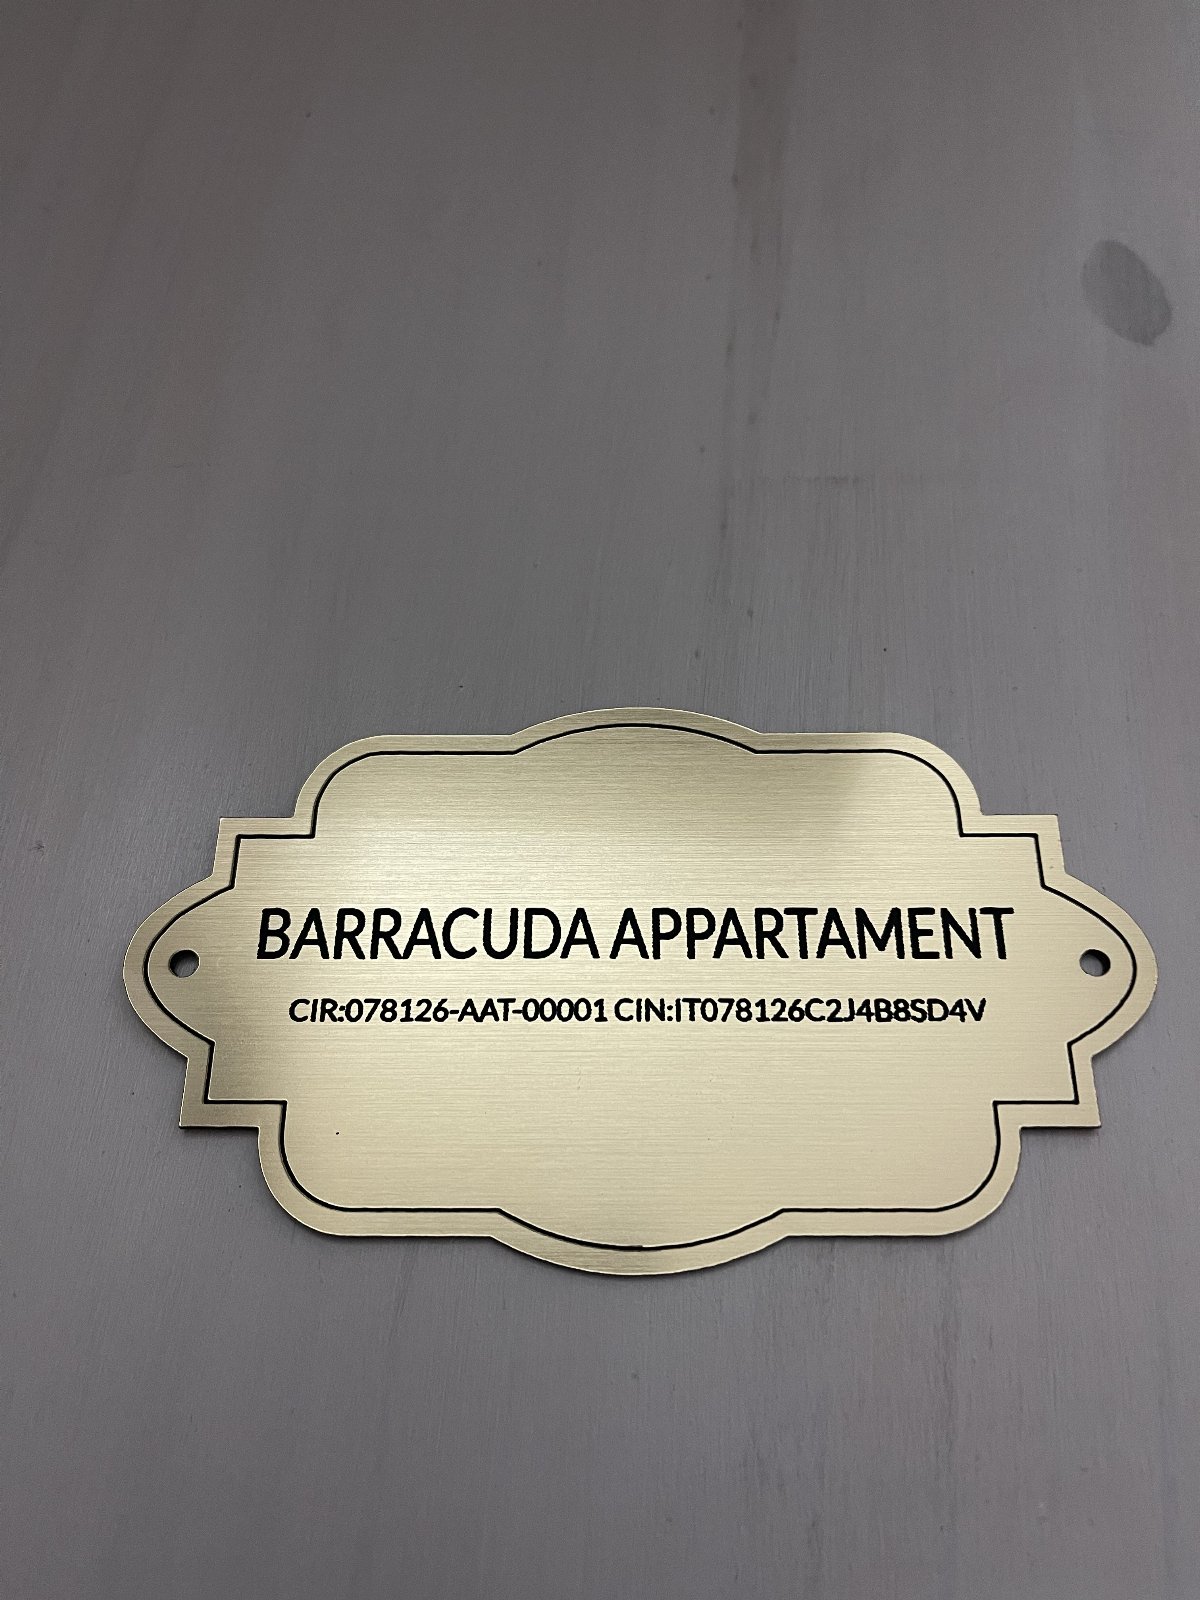 BARRACUDA APPARTAMENT
CIR:078126-AAT-00001 CIN:IT078126C2J4B8SD4V